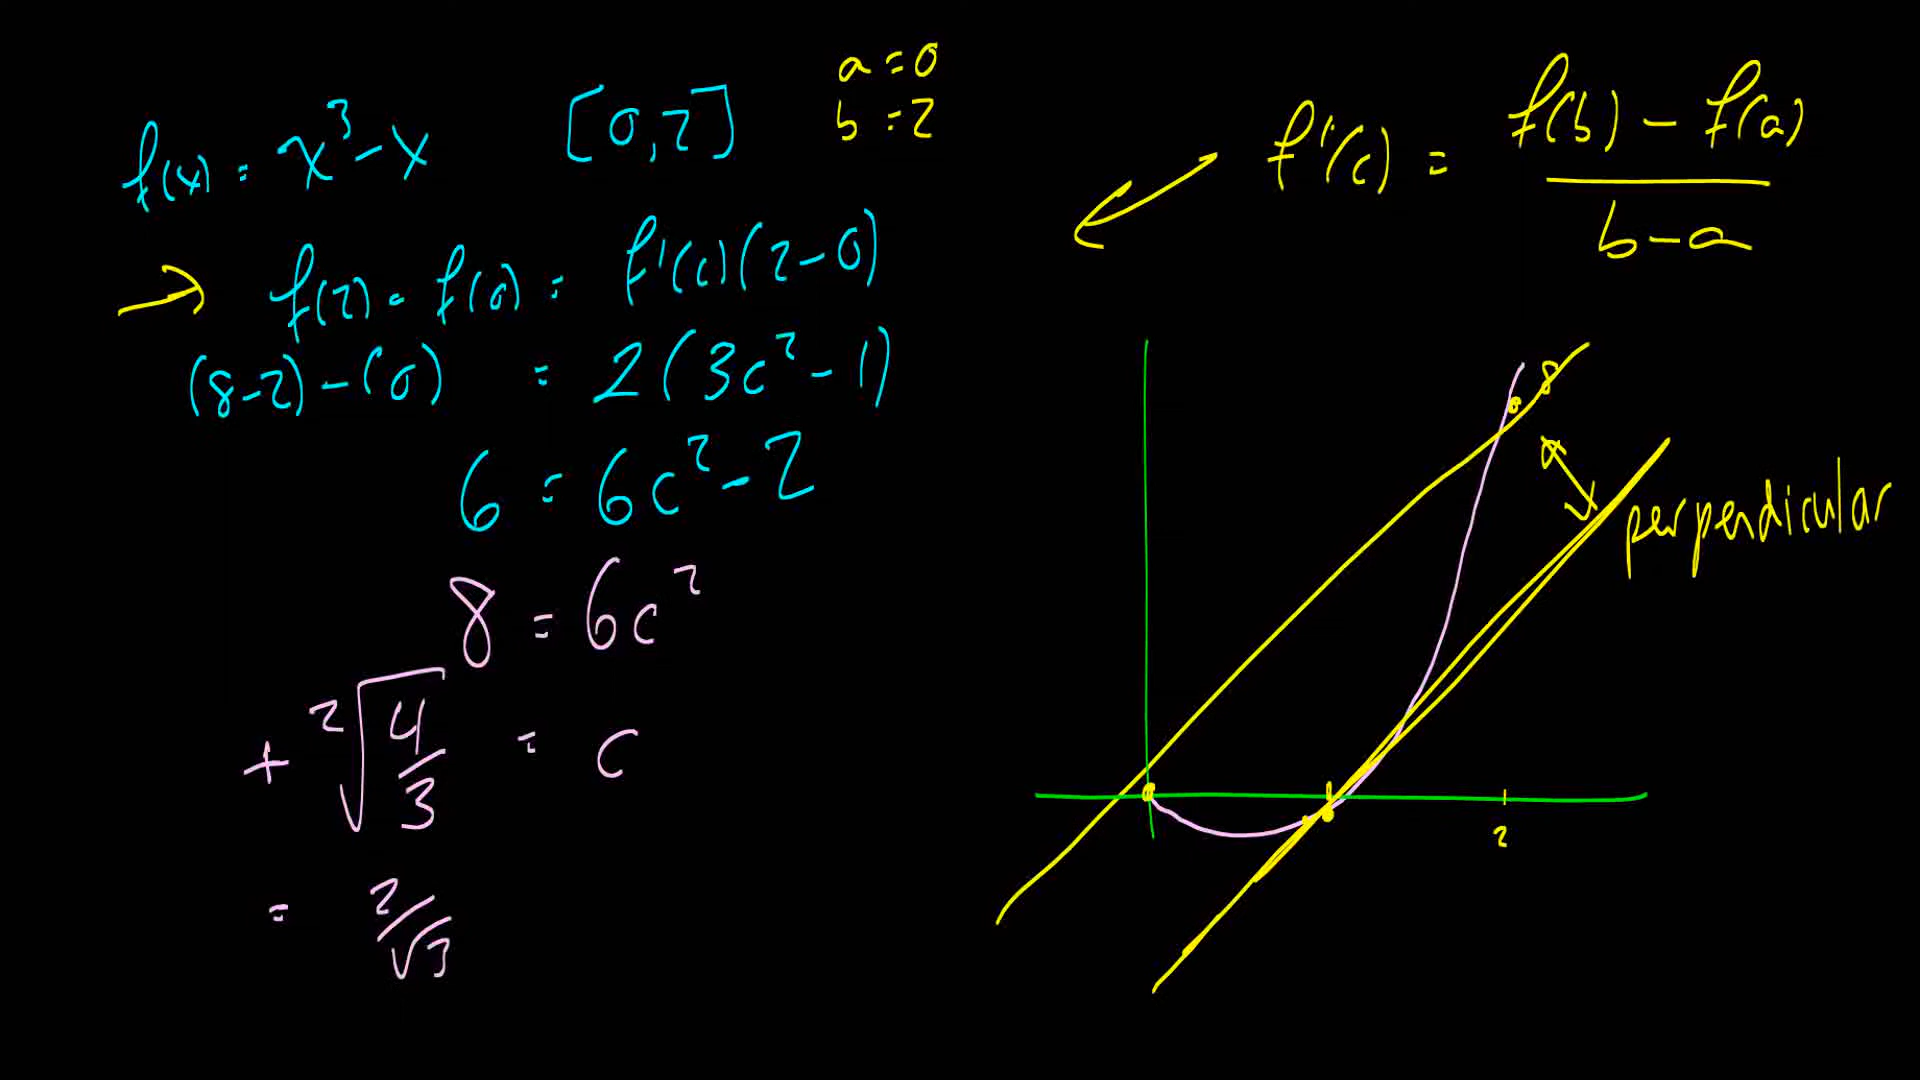 f(x) = x³ - x [0,2] a = 0
b = 2
f'(c) = f(b) - f(a) / b - a
→ f(2) - f(0) = f'(c)(2-0)
(8-2) - (0) = 2(3c² - 1)
6 = 6c² - 2
8 = 6c²
+ ²√(4/3) = c
= 2/√3
8
perpendicular
1
2